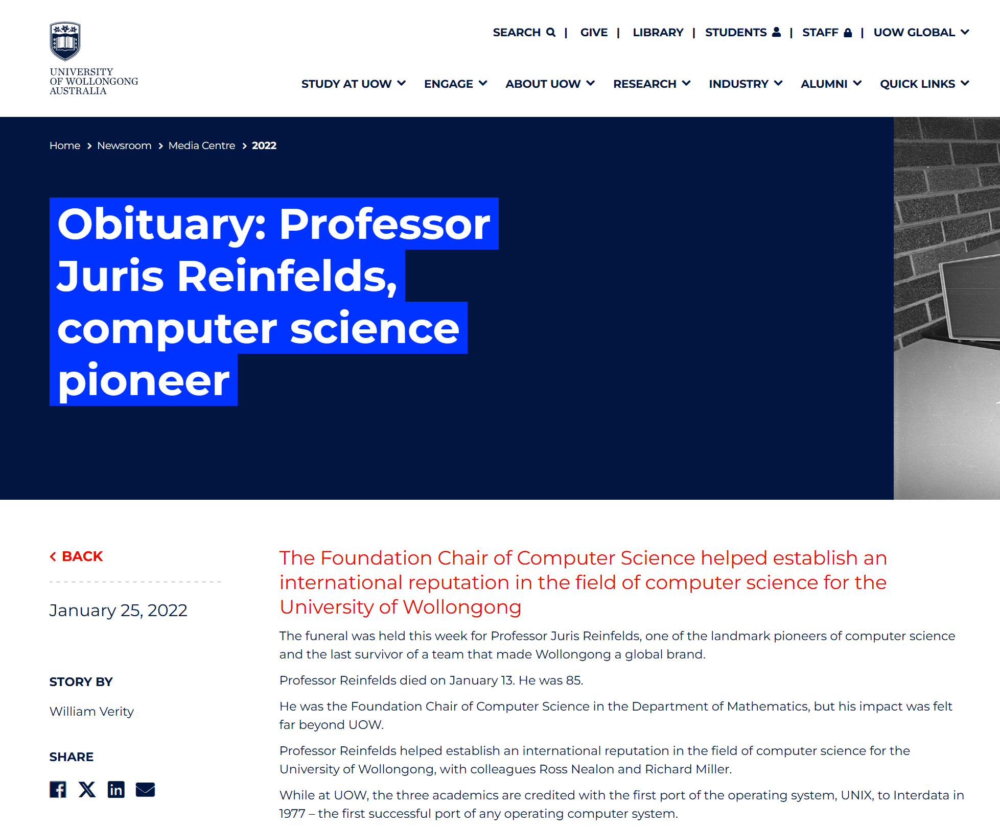 UNIVERSITY
OF WOLLONGONG
AUSTRALIA
SEARCH | GIVE | LIBRARY | STUDENTS | STAFF | UOW GLOBAL
STUDY AT UOW ENGAGE ABOUT UOW RESEARCH INDUSTRY ALUMNI QUICK LINKS
Home > Newsroom > Media Centre > 2022
Obituary: Professor
Juris Reinfelds,
computer science
pioneer
BACK
January 25, 2022
STORY BY
William Verity
SHARE
The Foundation Chair of Computer Science helped establish an
international reputation in the field of computer science for the
University of Wollongong
The funeral was held this week for Professor Juris Reinfelds, one of the landmark pioneers of computer science
and the last survivor of a team that made Wollongong a global brand.
Professor Reinfelds died on January 13. He was 85.
He was the Foundation Chair of Computer Science in the Department of Mathematics, but his impact was felt
far beyond UOW.
Professor Reinfelds helped establish an international reputation in the field of computer science for the
University of Wollongong, with colleagues Ross Nealon and Richard Miller.
While at UOW, the three academics are credited with the first port of the operating system, UNIX, to Interdata in
1977 – the first successful port of any operating computer system.